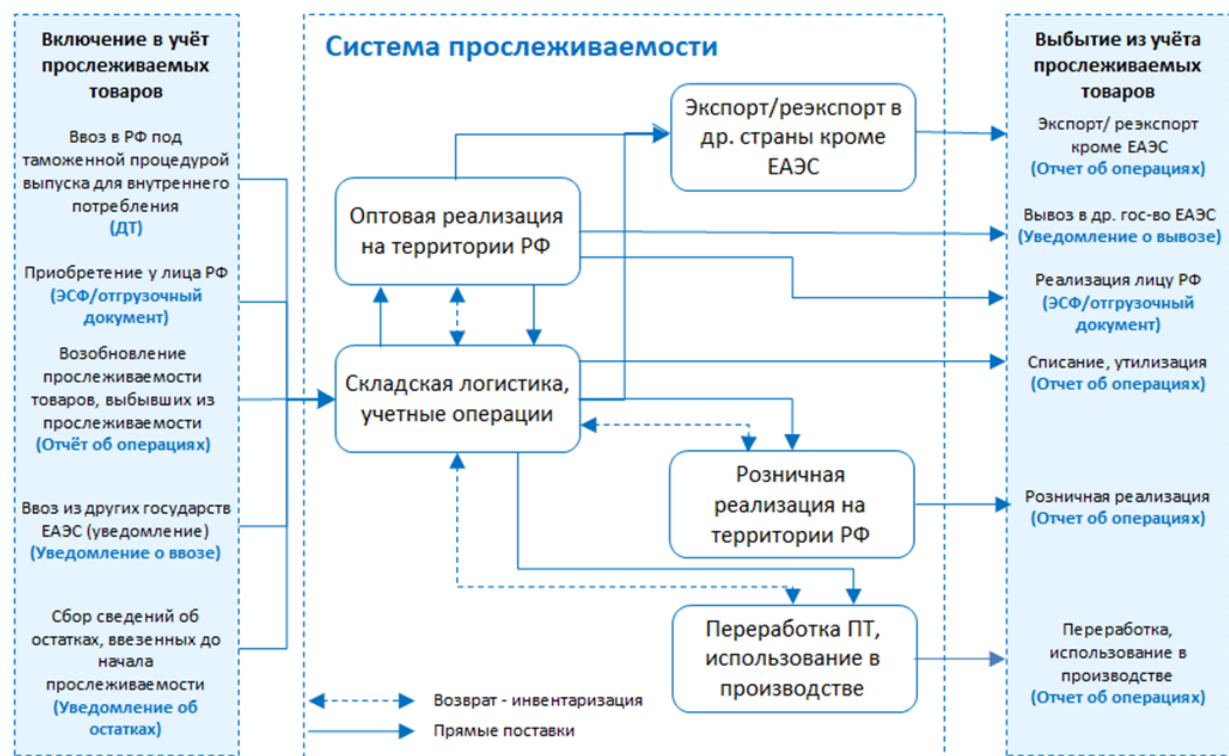 Включение в учёт
прослеживаемых
товаров
Ввоз в РФ под
таможенной процедурой
выпуска для внутреннего
потребления
(ДТ)
Приобретение у лица РФ
(ЭСФ/отгрузочный
документ)
Возобновление
прослеживаемости
товаров, выбывших из
прослеживаемости
(Отчёт об операциях)
Ввоз из других государств
ЕАЭС (уведомление)
(Уведомление о ввозе)
Сбор сведений об
остатках, ввезенных до
начала
прослеживаемости
(Уведомление об
остатках)
Система прослеживаемости
Экспорт/реэкспорт в
др. страны кроме
ЕАЭС
Оптовая реализация
на территории РФ
Складская логистика,
учетные операции
Розничная
реализация на
территории РФ
Переработка ПТ,
использование в
производстве
Возврат - инвентаризация
Прямые поставки
Выбытие из учёта
прослеживаемых
товаров
Экспорт/ реэкспорт
кроме ЕАЭС
(Отчет об операциях)
Вывоз в др. гос-во ЕАЭС
(Уведомление о вывозе)
Реализация лицу РФ
(ЭСФ/отгрузочный
документ)
Списание, утилизация
(Отчет об операциях)
Розничная реализация
(Отчет об операциях)
Переработка,
использование в
производстве
(Отчет об операциях)